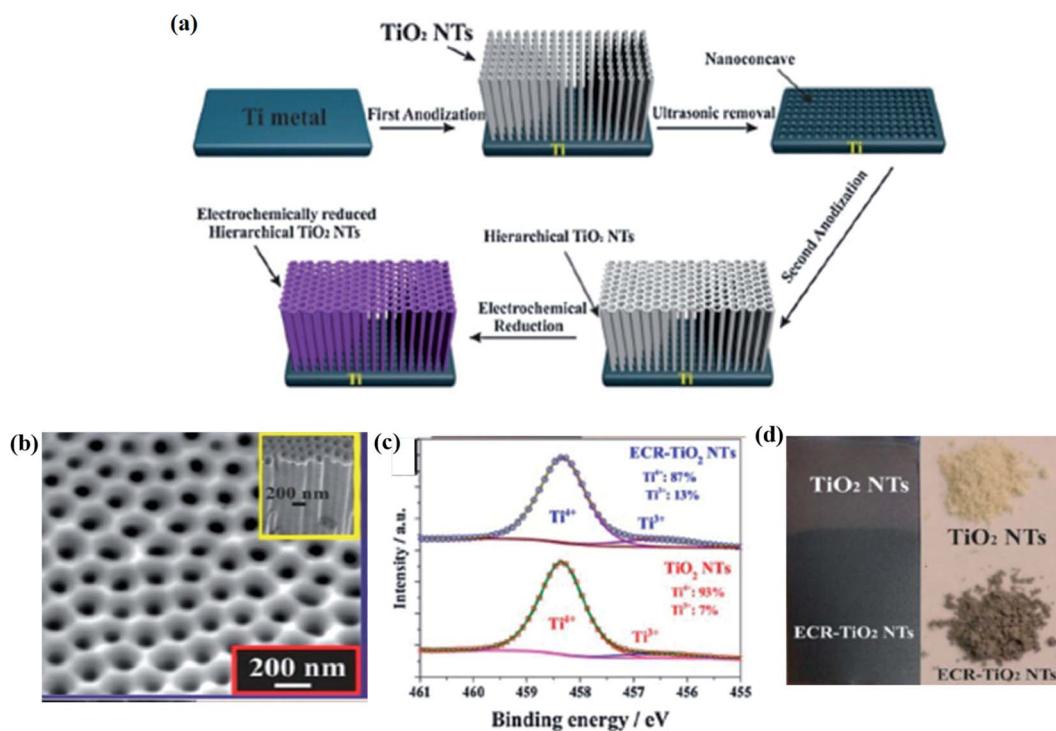 (a)
TiO₂ NTs
Nanoconcave
Ti metal
First Anodization
Ultrasonic removal
Ti
Ti
Electrochemically reduced
Hierarchical TiO₂ NTs
Hierarchical TiO₂ NTs
Second Anodization
Electrochemical
Reduction
Ti
Ti
(b)
200 nm
200 nm
(c)
ECR-TiO₂ NTs
Ti⁴⁺: 87%
Ti³⁺: 13%
Ti⁴⁺
Ti³⁺
TiO₂ NTs
Ti⁴⁺: 93%
Ti³⁺: 7%
Ti⁴⁺
Ti³⁺
Intensity / a.u.
461 460 459 458 457 456 455
Binding energy / eV
(d)
TiO₂ NTs
TiO₂ NTs
ECR-TiO₂ NTs
ECR-TiO₂ NTs